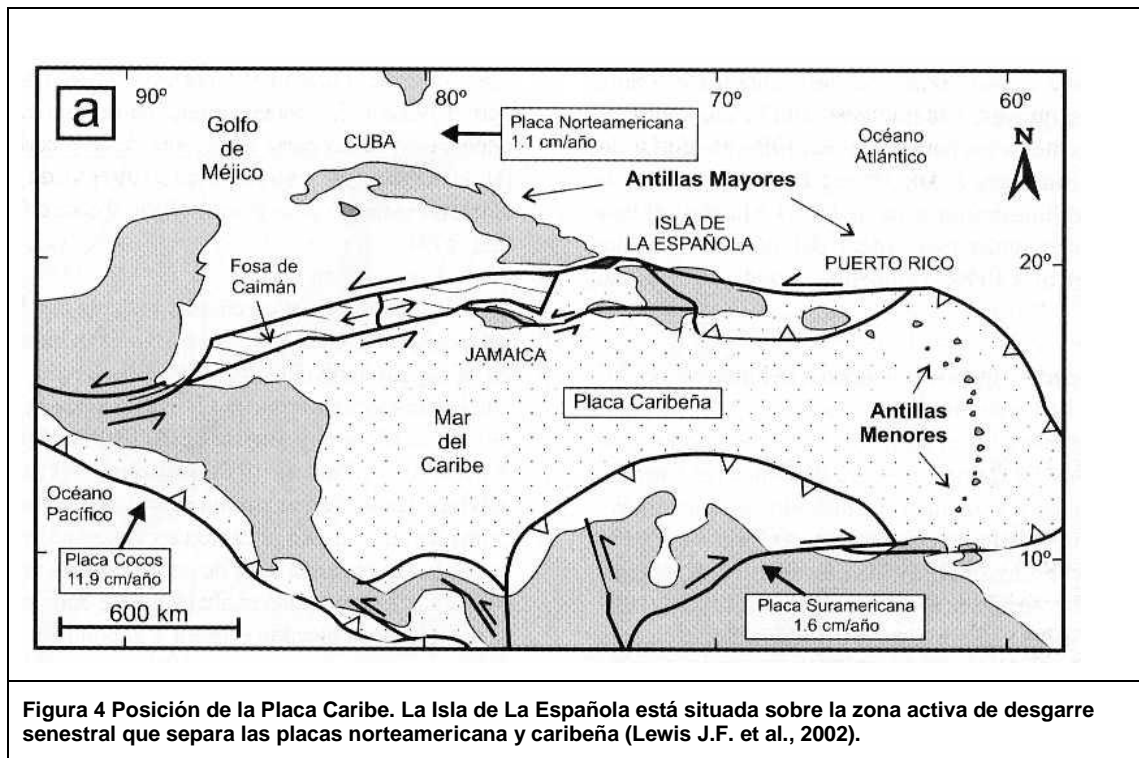 a
90º
80º
70º
60º
Golfo
de
Méjico
CUBA
Placa Norteamericana
1.1 cm/año
Océano
Atlántico
N
Antillas Mayores
ISLA DE
LA ESPAÑOLA
PUERTO RICO
20º
Fosa de
Caimán
JAMAICA
Placa Caribeña
Mar
del
Caribe
Antillas
Menores
Océano
Pacífico
Placa Cocos
11.9 cm/año
10º
600 km
Placa Suramericana
1.6 cm/año
60º
Figura 4 Posición de la Placa Caribe. La Isla de La Española está situada sobre la zona activa de desgarre
senestral que separa las placas norteamericana y caribeña (Lewis J.F. et al., 2002).